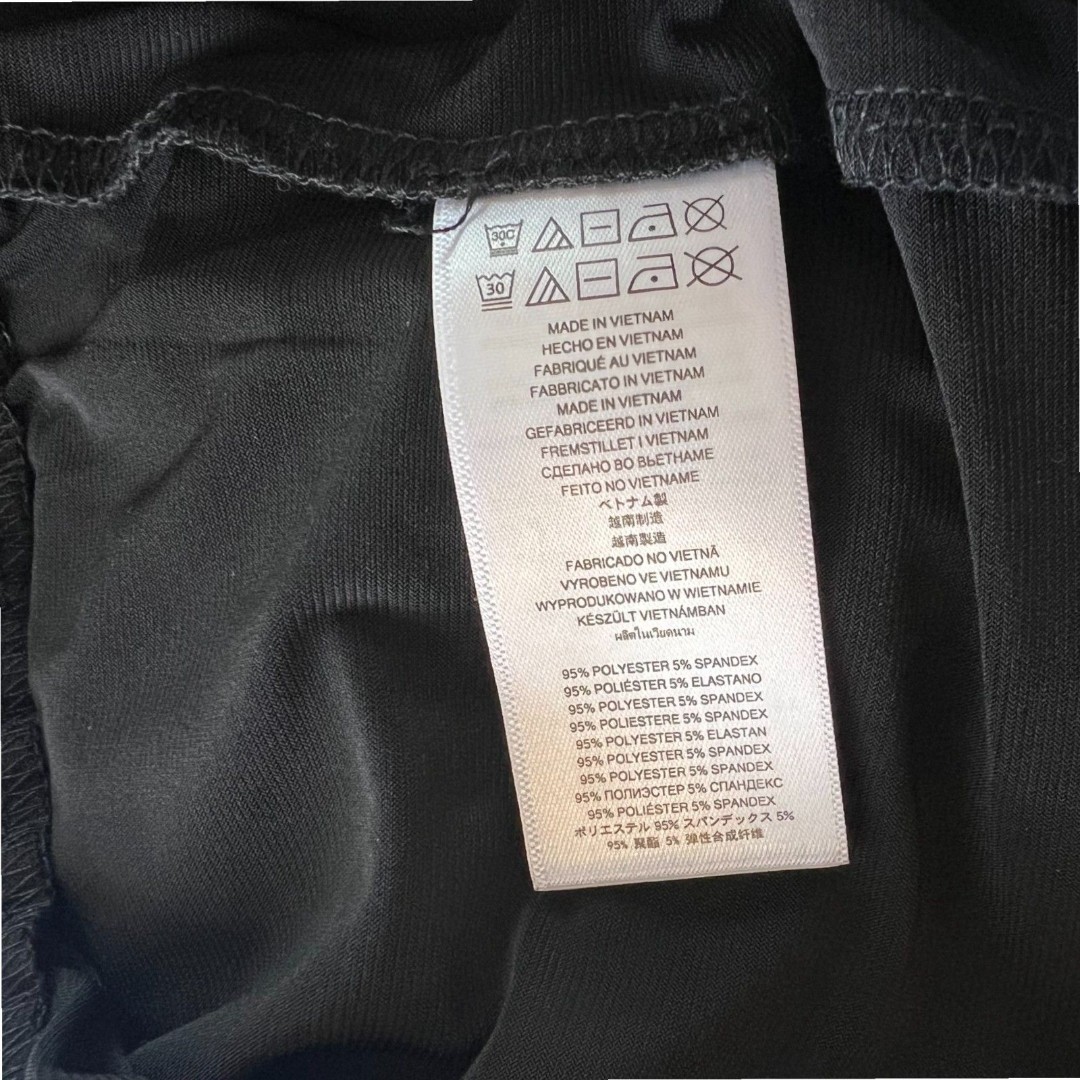 30C
30
MADE IN VIETNAM
HECHO EN VIETNAM
FABRIQUÉ AU VIETNAM
FABBRICATO IN VIETNAM
MADE IN VIETNAM
GEFABRICEERD IN VIETNAM
FREMSTILLET I VIETNAM
СДЕЛАНО ВО ВЬЕТНАМЕ
FEITO NO VIETNAME
ベトナム製
越南制造
越南製造
FABRICADO NO VIETNÃ
VYROBENO VE VIETNAMU
WYPRODUKOWANO W WIETNAMIE
KÉSZÜLT VIETNÁMBAN
ผลิตในเวียดนาม
95% POLYESTER 5% SPANDEX
95% POLIÉSTER 5% ELASTANO
95% POLYESTER 5% SPANDEX
95% POLIESTERE 5% SPANDEX
95% POLYESTER 5% ELASTAN
95% POLYESTER 5% SPANDEX
95% POLYESTER 5% SPANDEX
95% ПОЛИЭСТЕР 5% СПАНДЕКС
95% POLIÉSTER 5% SPANDEX
ポリエステル 95% スパンデックス 5%
95% 聚酯 5% 弹性合成纤维